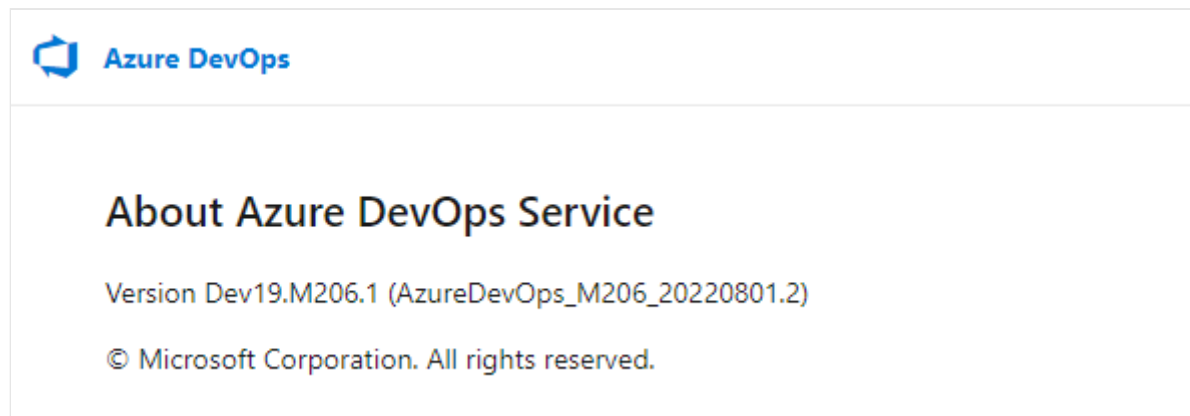 Azure DevOps
About Azure DevOps Service
Version Dev19.M206.1 (AzureDevOps_M206_20220801.2)
© Microsoft Corporation. All rights reserved.